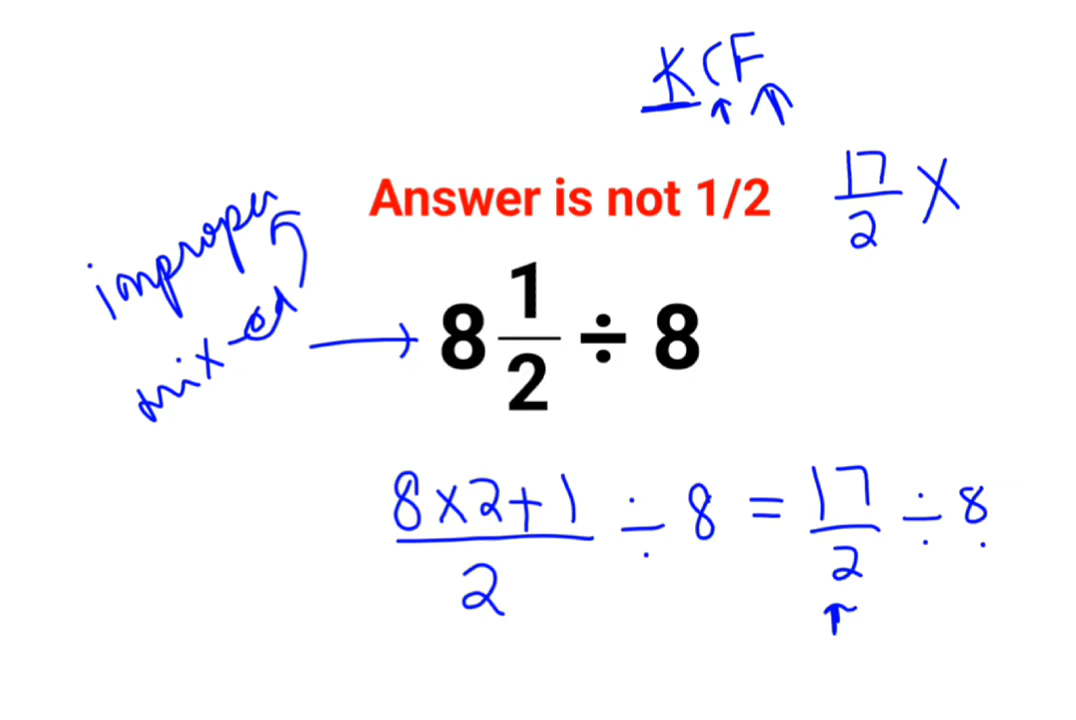 KCF
Answer is not 1/2
17/2 X
improper
mixed
8 1/2 ÷ 8
8×2+1/2 ÷ 8 = 17/2 ÷ 8